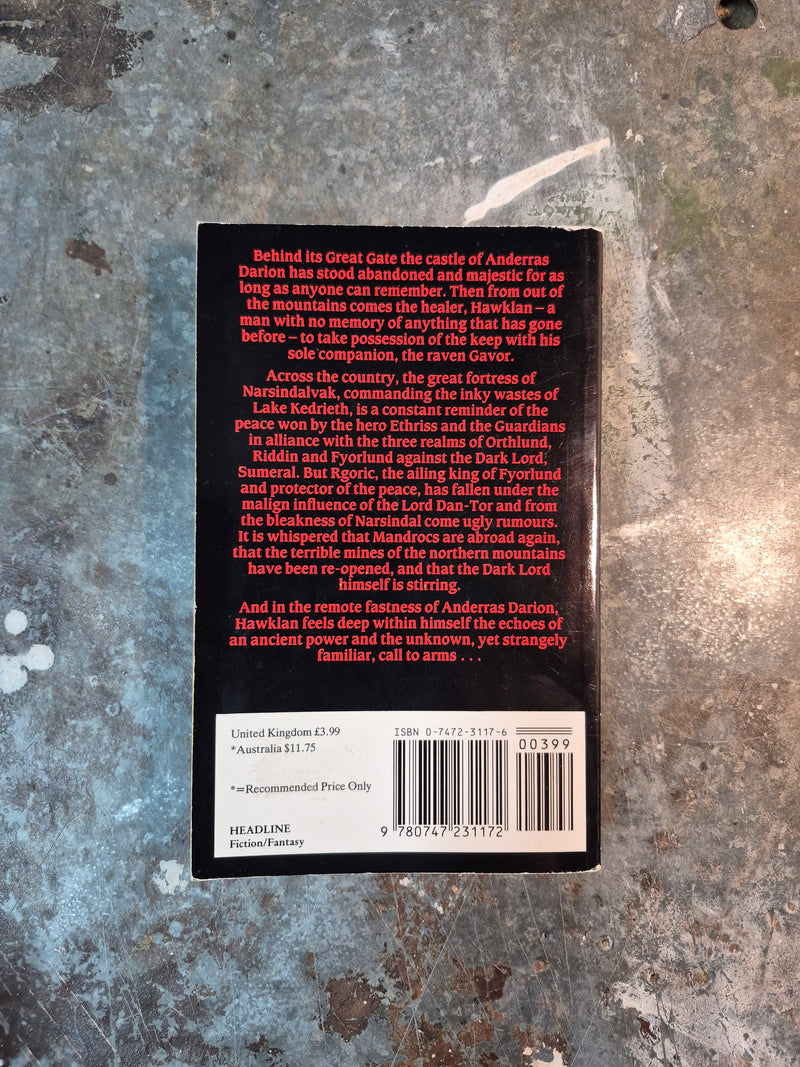 Behind its Great Gate the castle of Anderras
Darion has stood abandoned and majestic for as
long as anyone can remember. Then from out of
the mountains comes the healer, Hawklan – a
man with no memory of anything that has gone
before – to take possession of the keep with his
sole companion, the raven Gavor.
Across the country, the great fortress of
Narsindalvak, commanding the inky wastes of
Lake Kedrieth, is a constant reminder of the
peace won by the hero Ethriss and the Guardians
in alliance with the three realms of Orthlund,
Riddin and Fyorlund against the Dark Lord,
Sumeral. But Rgoric, the ailing king of Fyorlund
and protector of the peace, has fallen under the
malign influence of the Lord Dan-Tor and from
the bleakness of Narsindal come ugly rumours.
It is whispered that Mandrocs are abroad again,
that the terrible mines of the northern mountains
have been re-opened, and that the Dark Lord
himself is stirring.
And in the remote fastness of Anderras Darion,
Hawklan feels deep within himself the echoes of
an ancient power and the unknown, yet strangely
familiar, call to arms . . .
United Kingdom £3.99
*Australia $11.75
*=Recommended Price Only
HEADLINE
Fiction/Fantasy
ISBN 0-7472-3117-6
00399
9 780747 231172